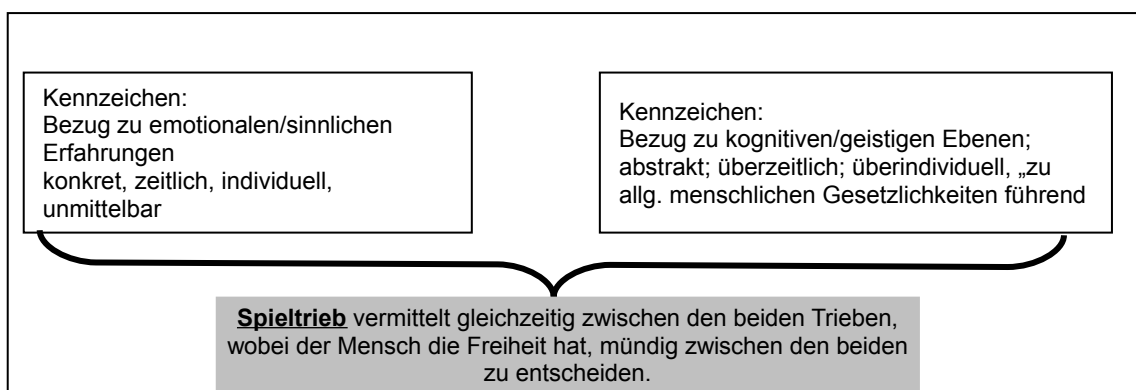 Kennzeichen:
Bezug zu emotionalen/sinnlichen
Erfahrungen
konkret, zeitlich, individuell,
unmittelbar
Kennzeichen:
Bezug zu kognitiven/geistigen Ebenen;
abstrakt; überzeitlich; überindividuell, „zu
allg. menschlichen Gesetzlichkeiten führend
Spieltrieb vermittelt gleichzeitig zwischen den beiden Trieben,
wobei der Mensch die Freiheit hat, mündig zwischen den beiden
zu entscheiden.